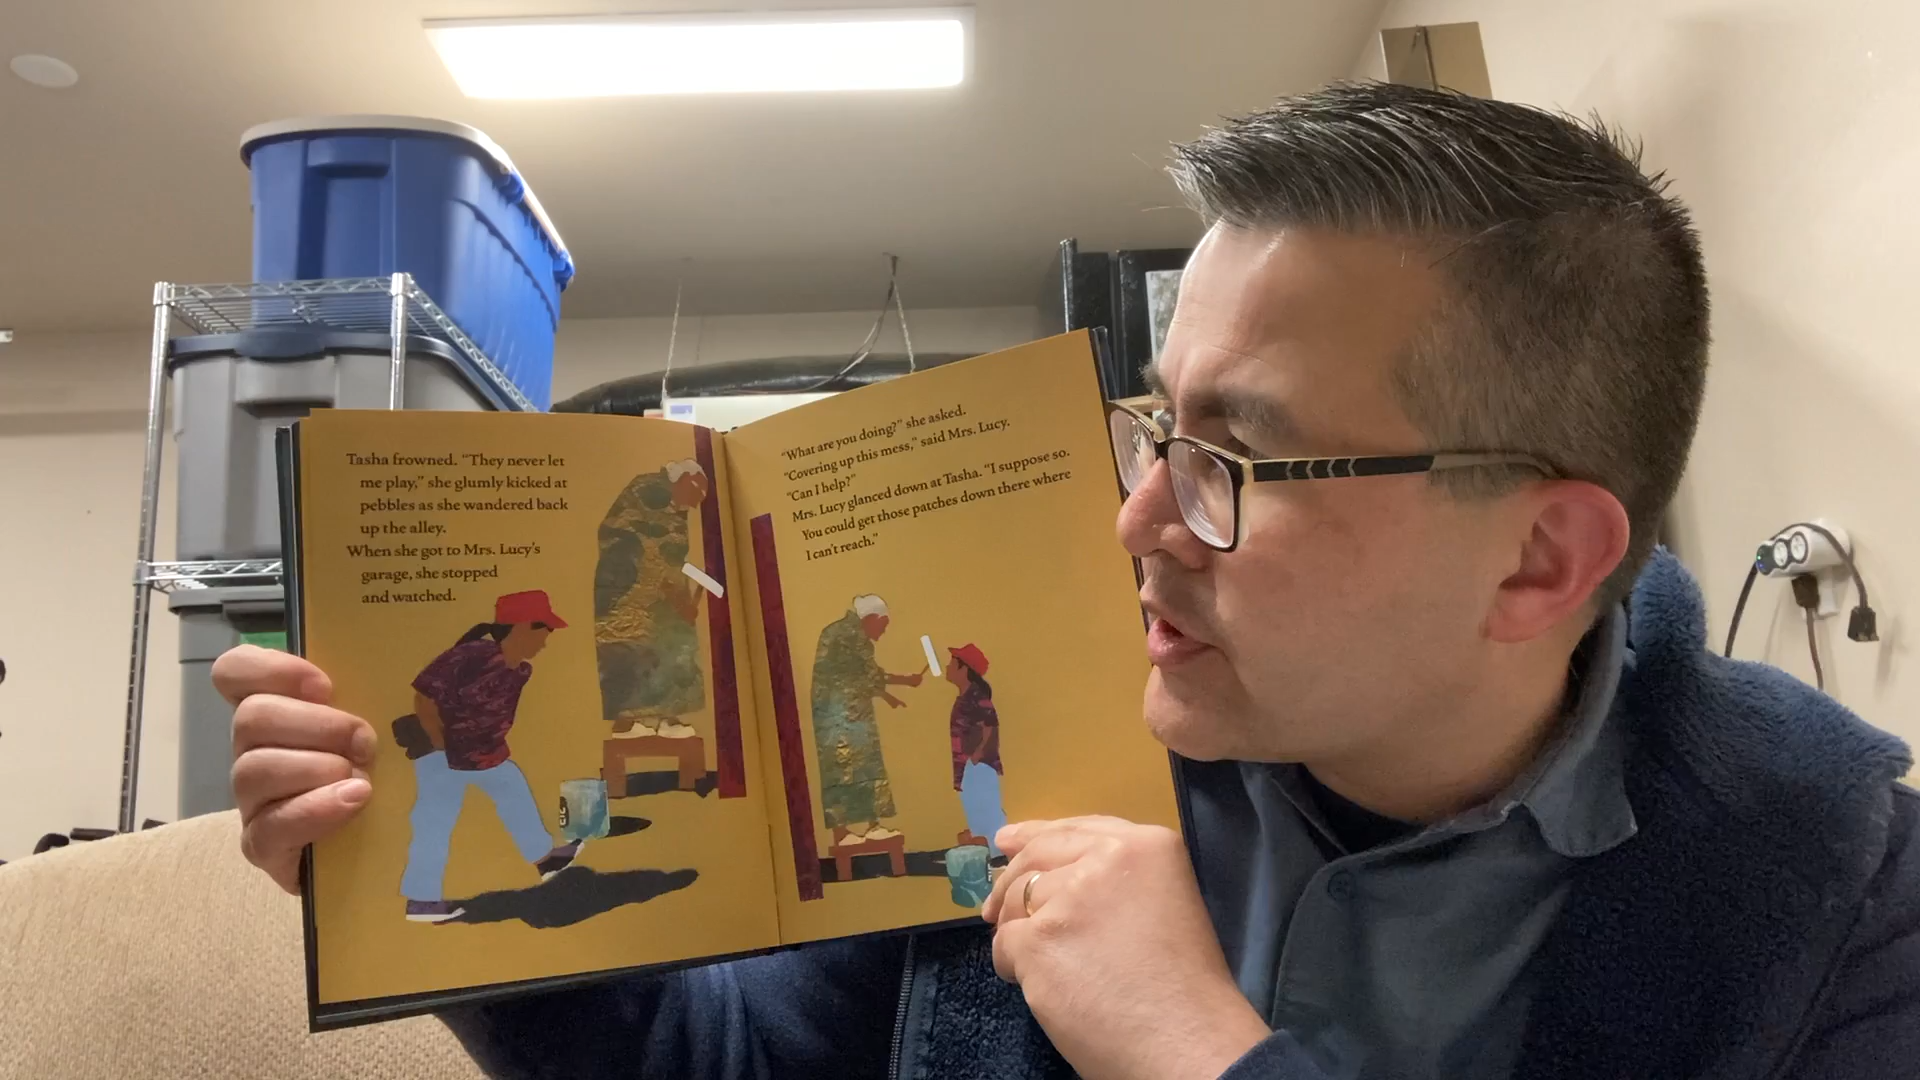 Tasha frowned. "They never let
me play," she glumly kicked at
pebbles as she wandered back
up the alley.
When she got to Mrs. Lucy's
garage, she stopped
and watched.
"What are you doing?" she asked.
"Covering up this mess," said Mrs. Lucy.
"Can I help?"
Mrs. Lucy glanced down at Tasha. "I suppose so.
You could get those patches down there where
I can't reach."